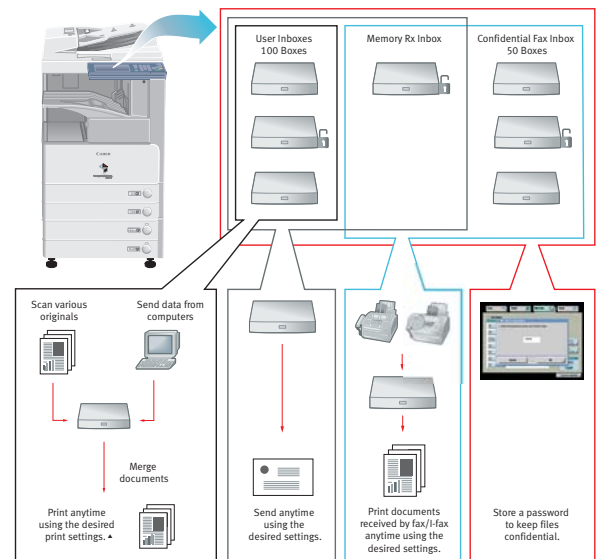 User Inboxes
100 Boxes
Memory Rx Inbox
Confidential Fax Inbox
50 Boxes
Canon
Scan various
originals
Send data from
computers
Merge
documents
Print anytime
using the desired
print settings.▲
Send anytime
using the
desired settings.
Print documents
received by fax/I-fax
anytime using the
desired settings.
Store a password
to keep files
confidential.